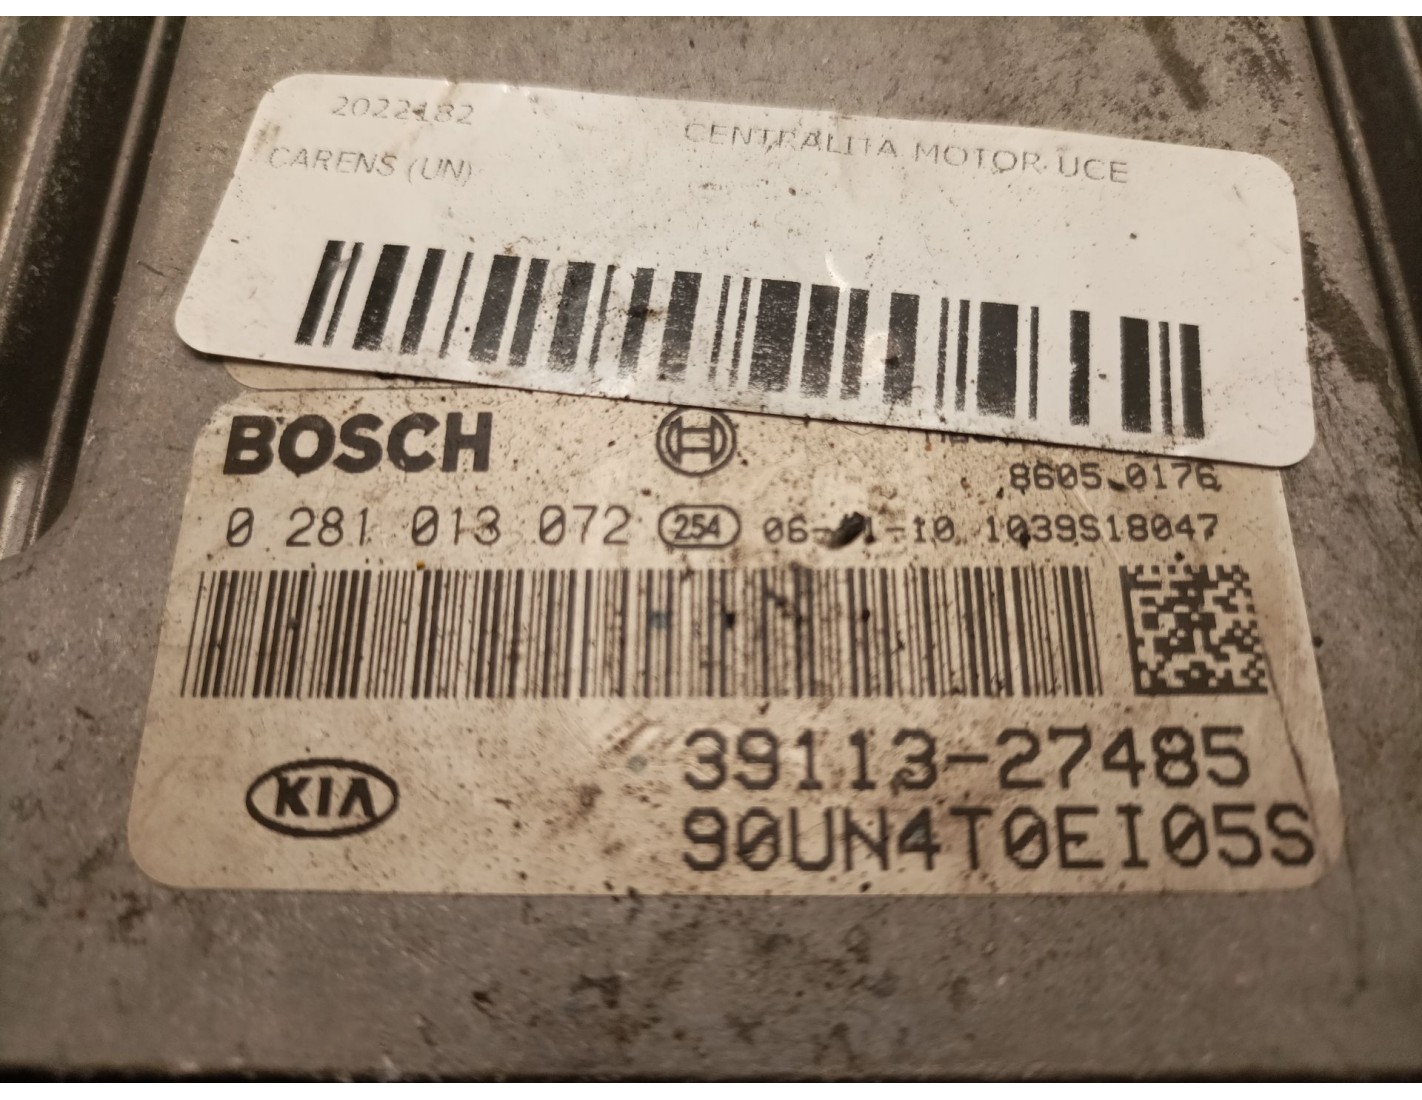 2022182
CENTRALITA MOTOR UCE
CARENS (UN)
BOSCH
8605.0176
0 281 013 072 254 1039S18047
KIA
39113-27485
90UN4T0EI05S